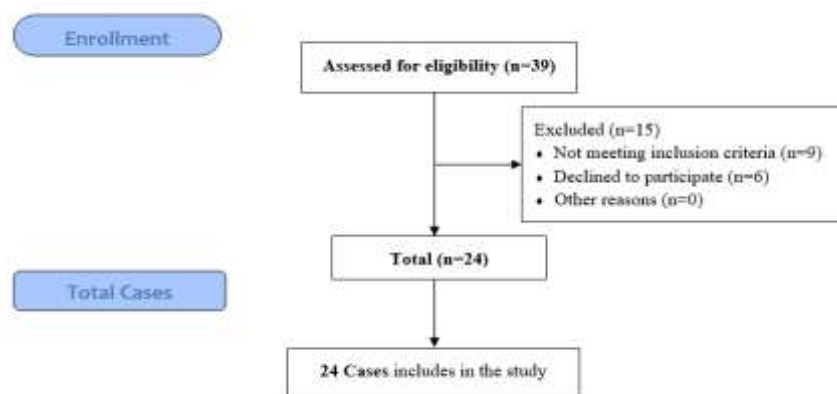 Enrollment
Assessed for eligibility (n=39)
Excluded (n=15)
♦ Not meeting inclusion criteria (n=9)
♦ Declined to participate (n=6)
♦ Other reasons (n=0)
Total (n=24)
Total Cases
24 Cases includes in the study